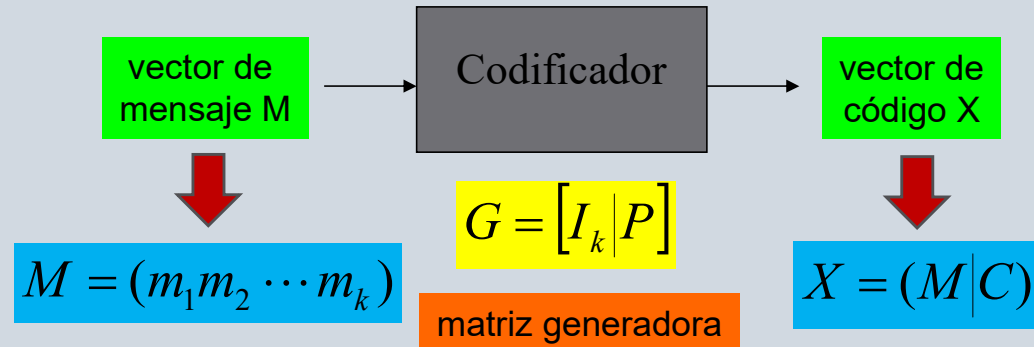 vector de
mensaje M
Codificador
vector de
código X
G = [I_k|P]
M = (m_1m_2 ⋯ m_k)
matriz generadora
X = (M|C)